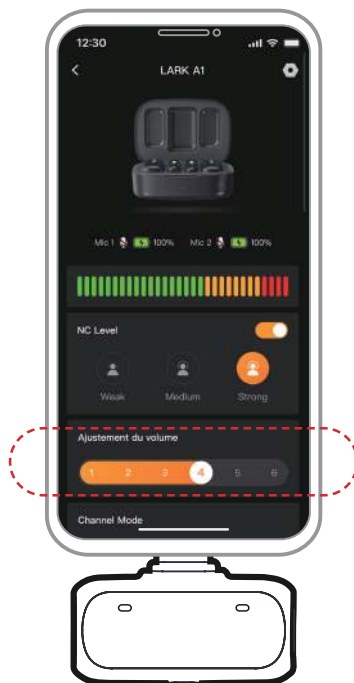 12:30
LARK A1
Mic 1 100% Mic 2 100%
NC Level
Weak Medium Strong
Ajustement du volume
1 2 3 4 5 6
Channel Mode